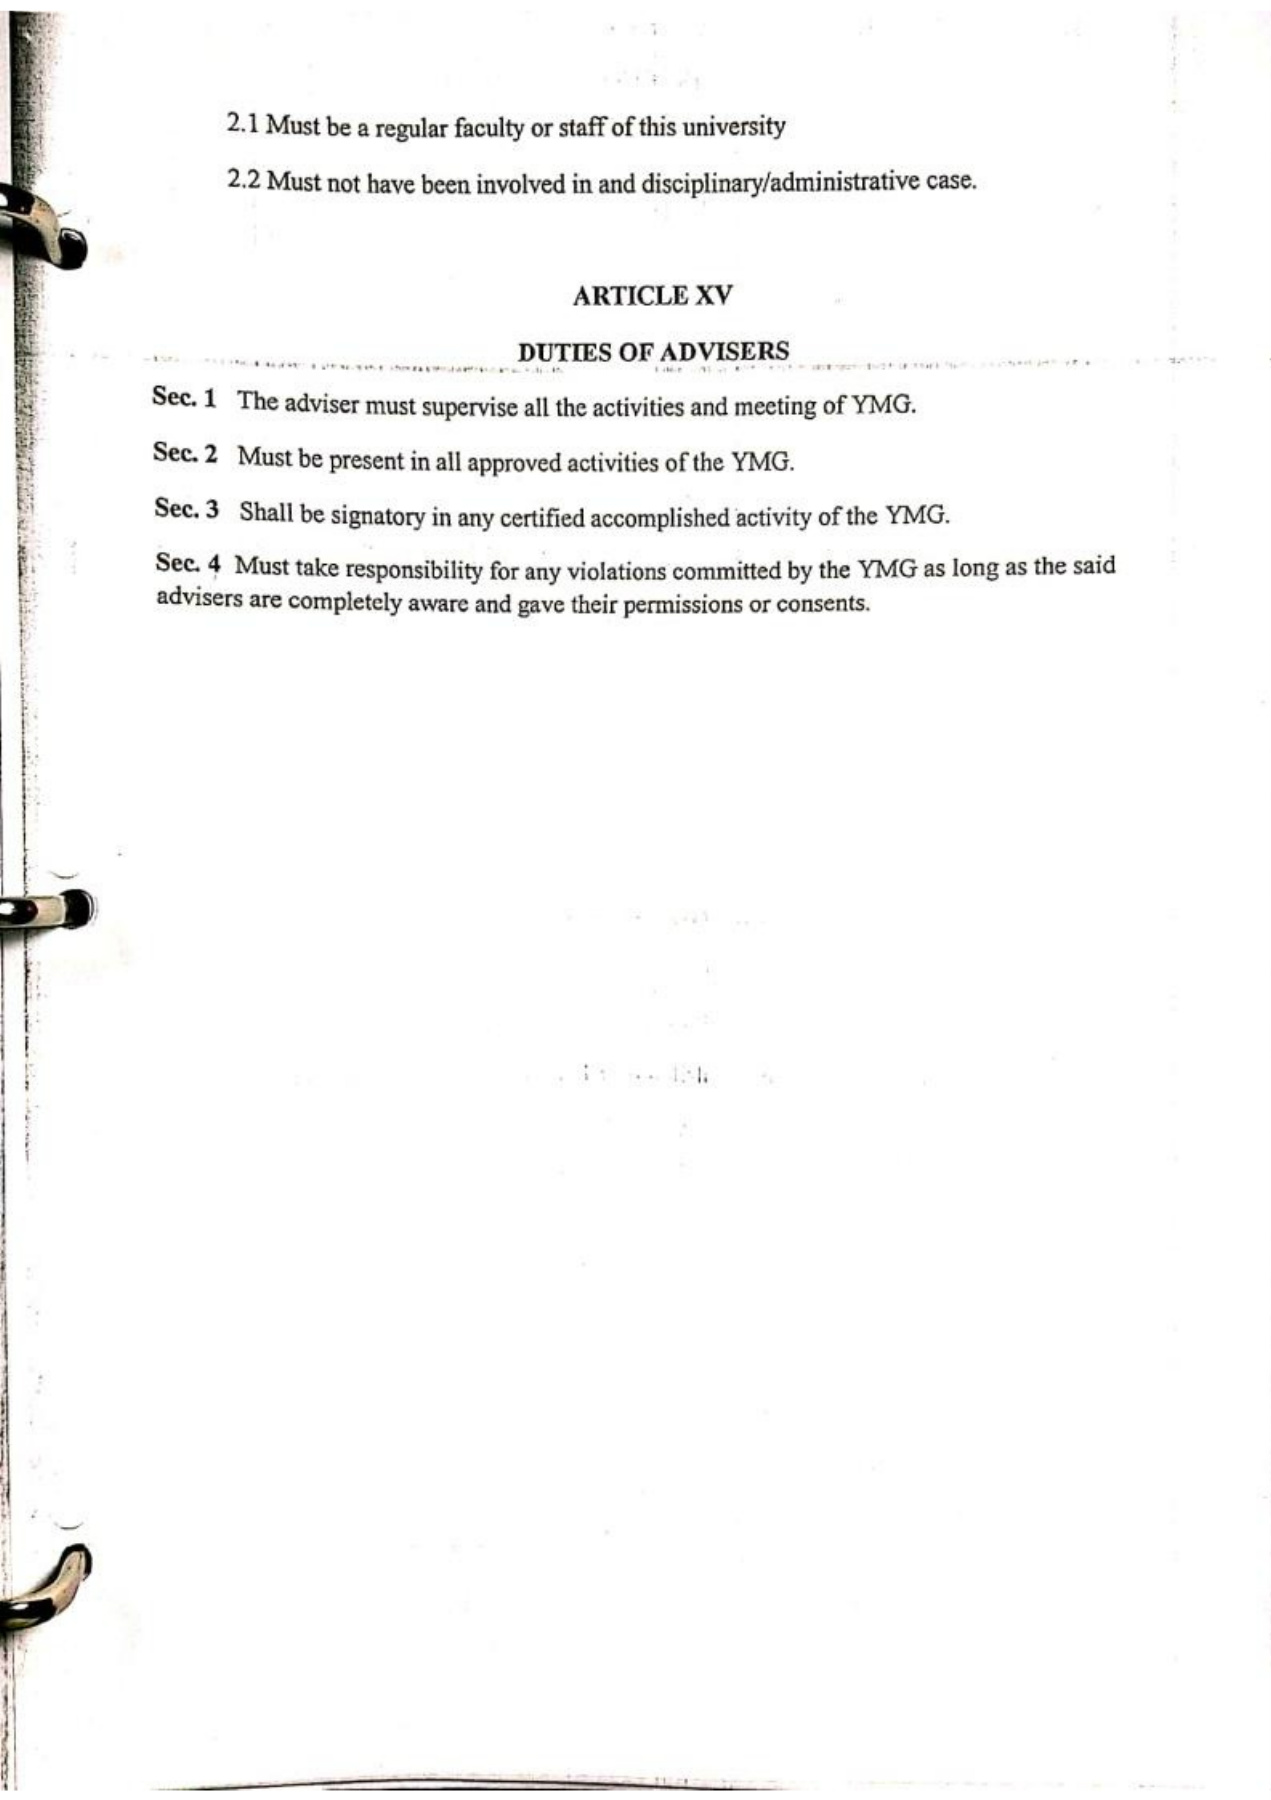 2.1 Must be a regular faculty or staff of this university
2.2 Must not have been involved in and disciplinary/administrative case.
ARTICLE XV
DUTIES OF ADVISERS
Sec. 1 The adviser must supervise all the activities and meeting of YMG.
Sec. 2 Must be present in all approved activities of the YMG.
Sec. 3 Shall be signatory in any certified accomplished activity of the YMG.
Sec. 4 Must take responsibility for any violations committed by the YMG as long as the said
advisers are completely aware and gave their permissions or consents.